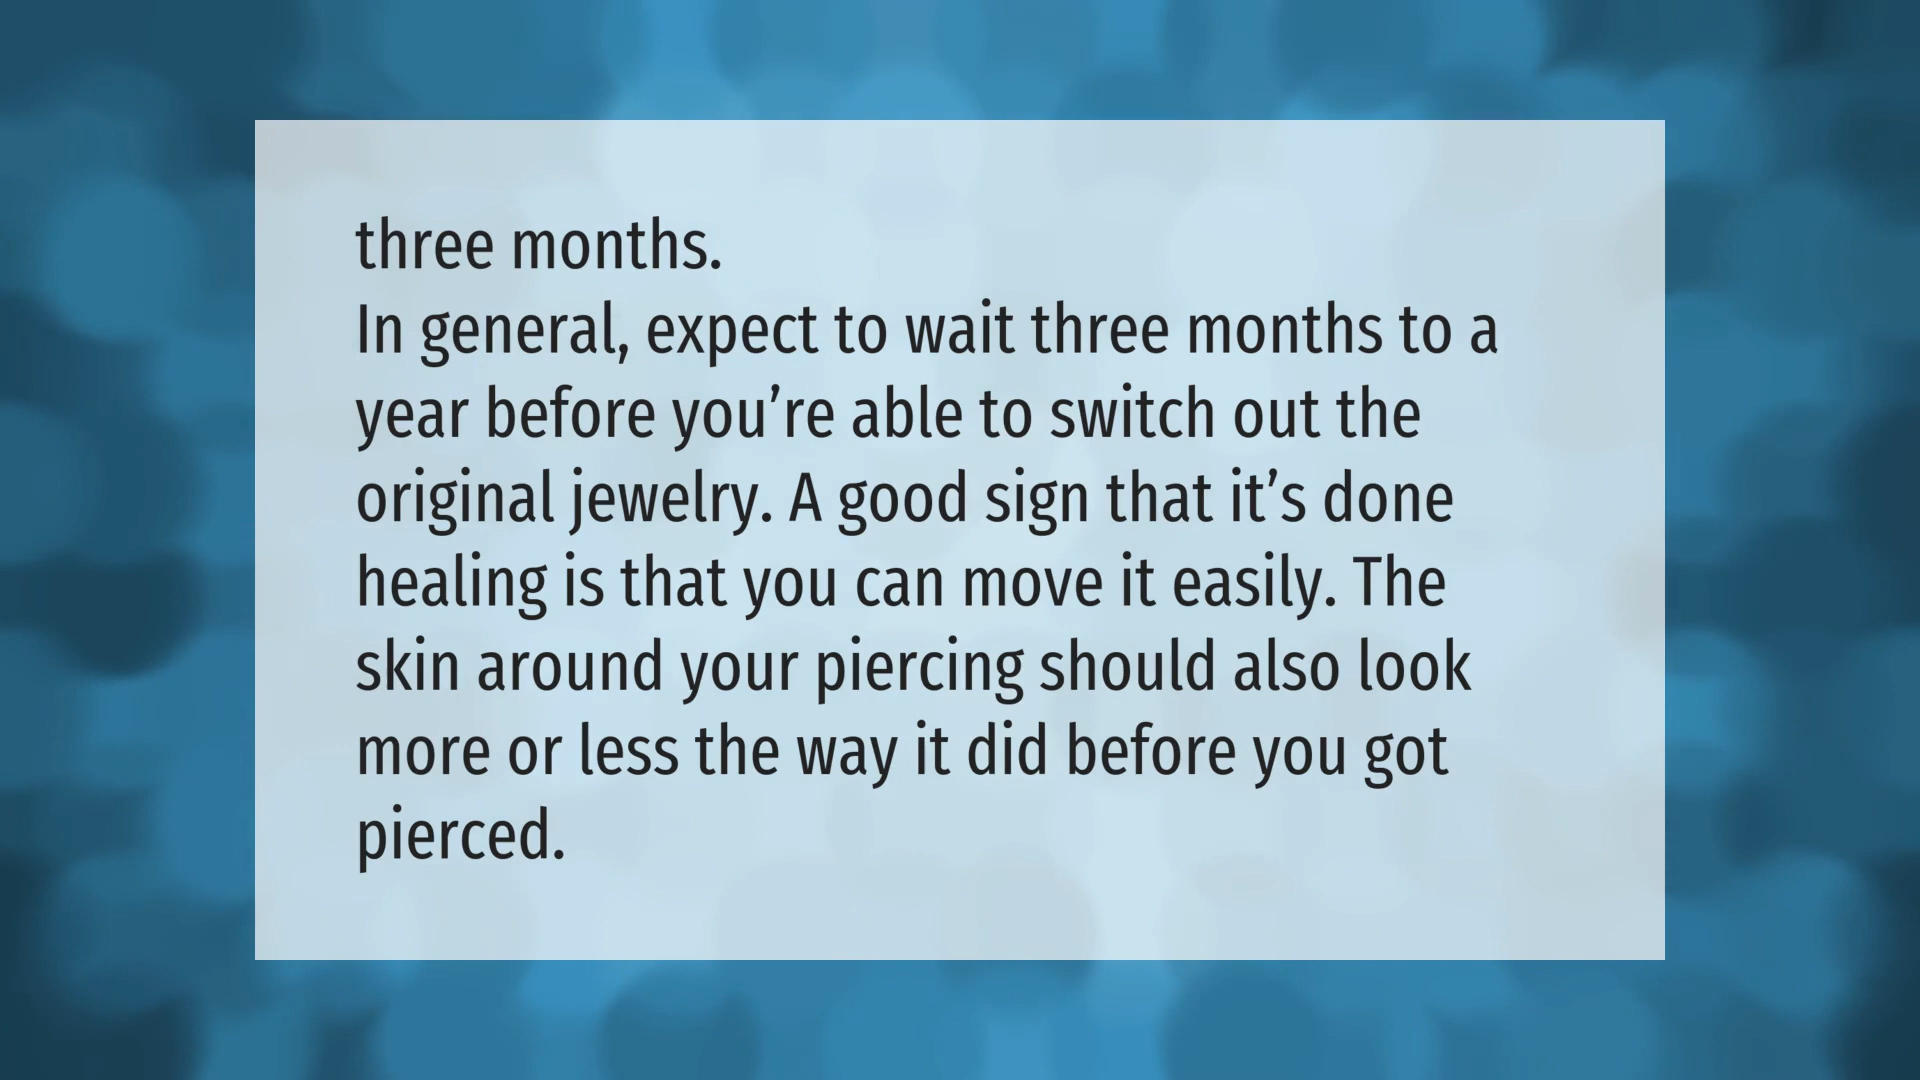 three months.
In general, expect to wait three months to a
year before you’re able to switch out the
original jewelry. A good sign that it’s done
healing is that you can move it easily. The
skin around your piercing should also look
more or less the way it did before you got
pierced.